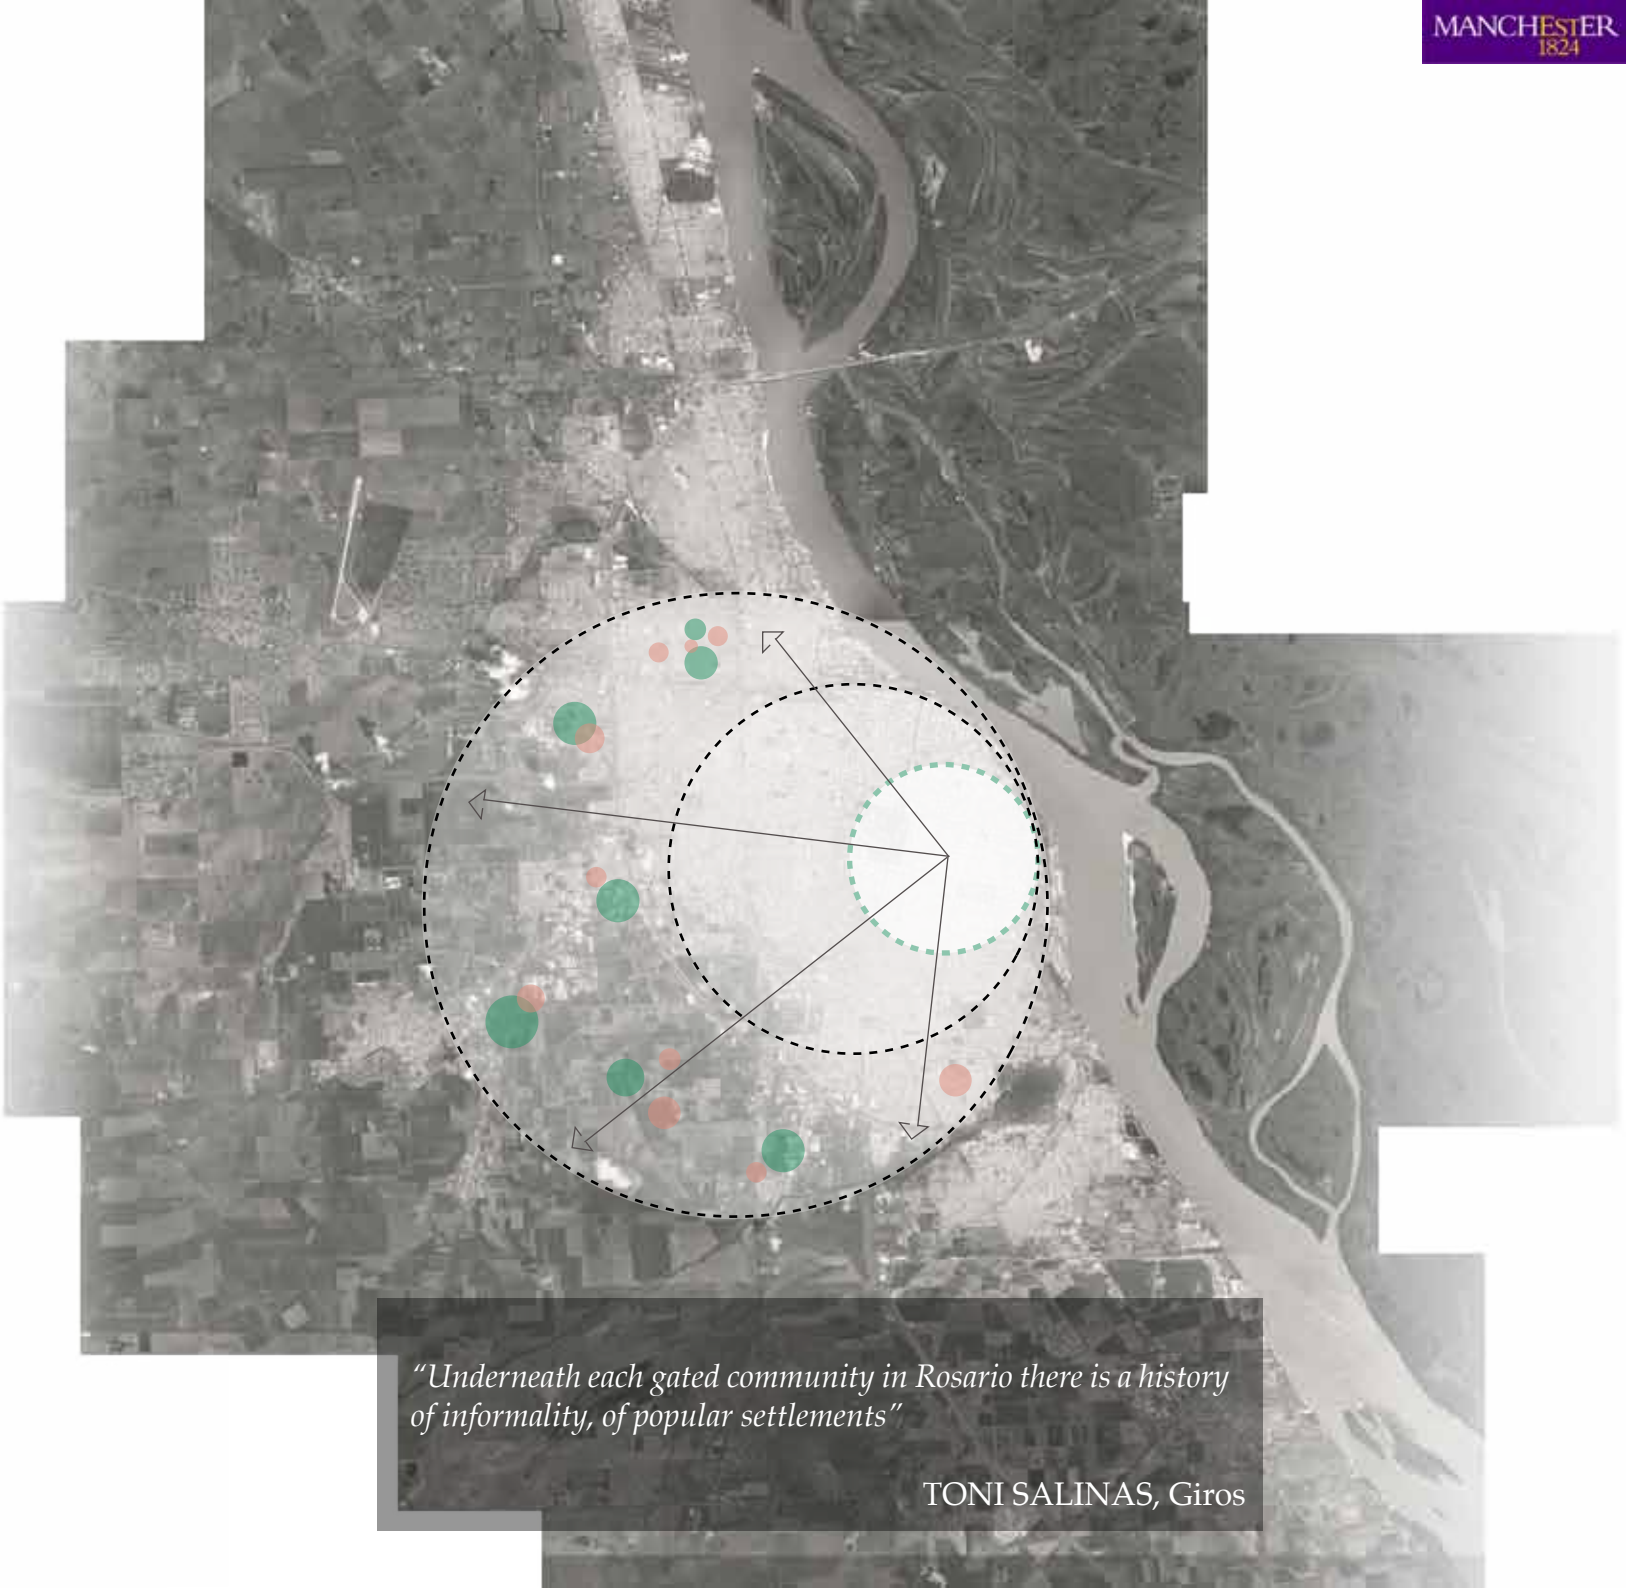 MANCHESTER
1824
“Underneath each gated community in Rosario there is a history
of informality, of popular settlements”
TONI SALINAS, Giros